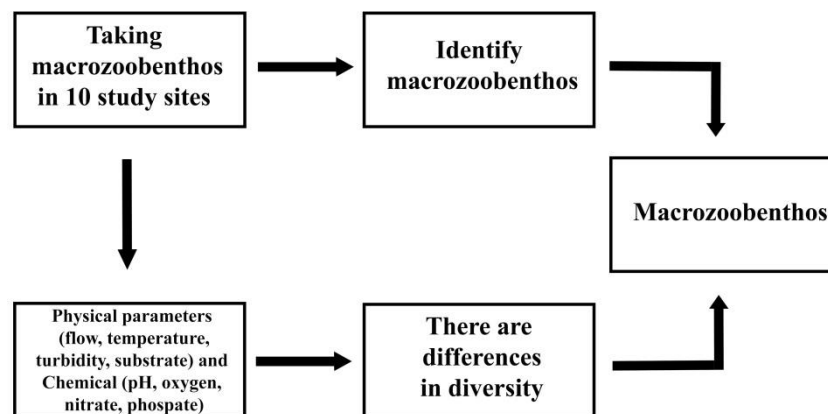 Taking
macrozoobenthos
in 10 study sites
Identify
macrozoobenthos
Macrozoobenthos
Physical parameters
(flow, temperature,
turbidity, substrate) and
Chemical (pH, oxygen,
nitrate, phospate)
There are
differences
in diversity